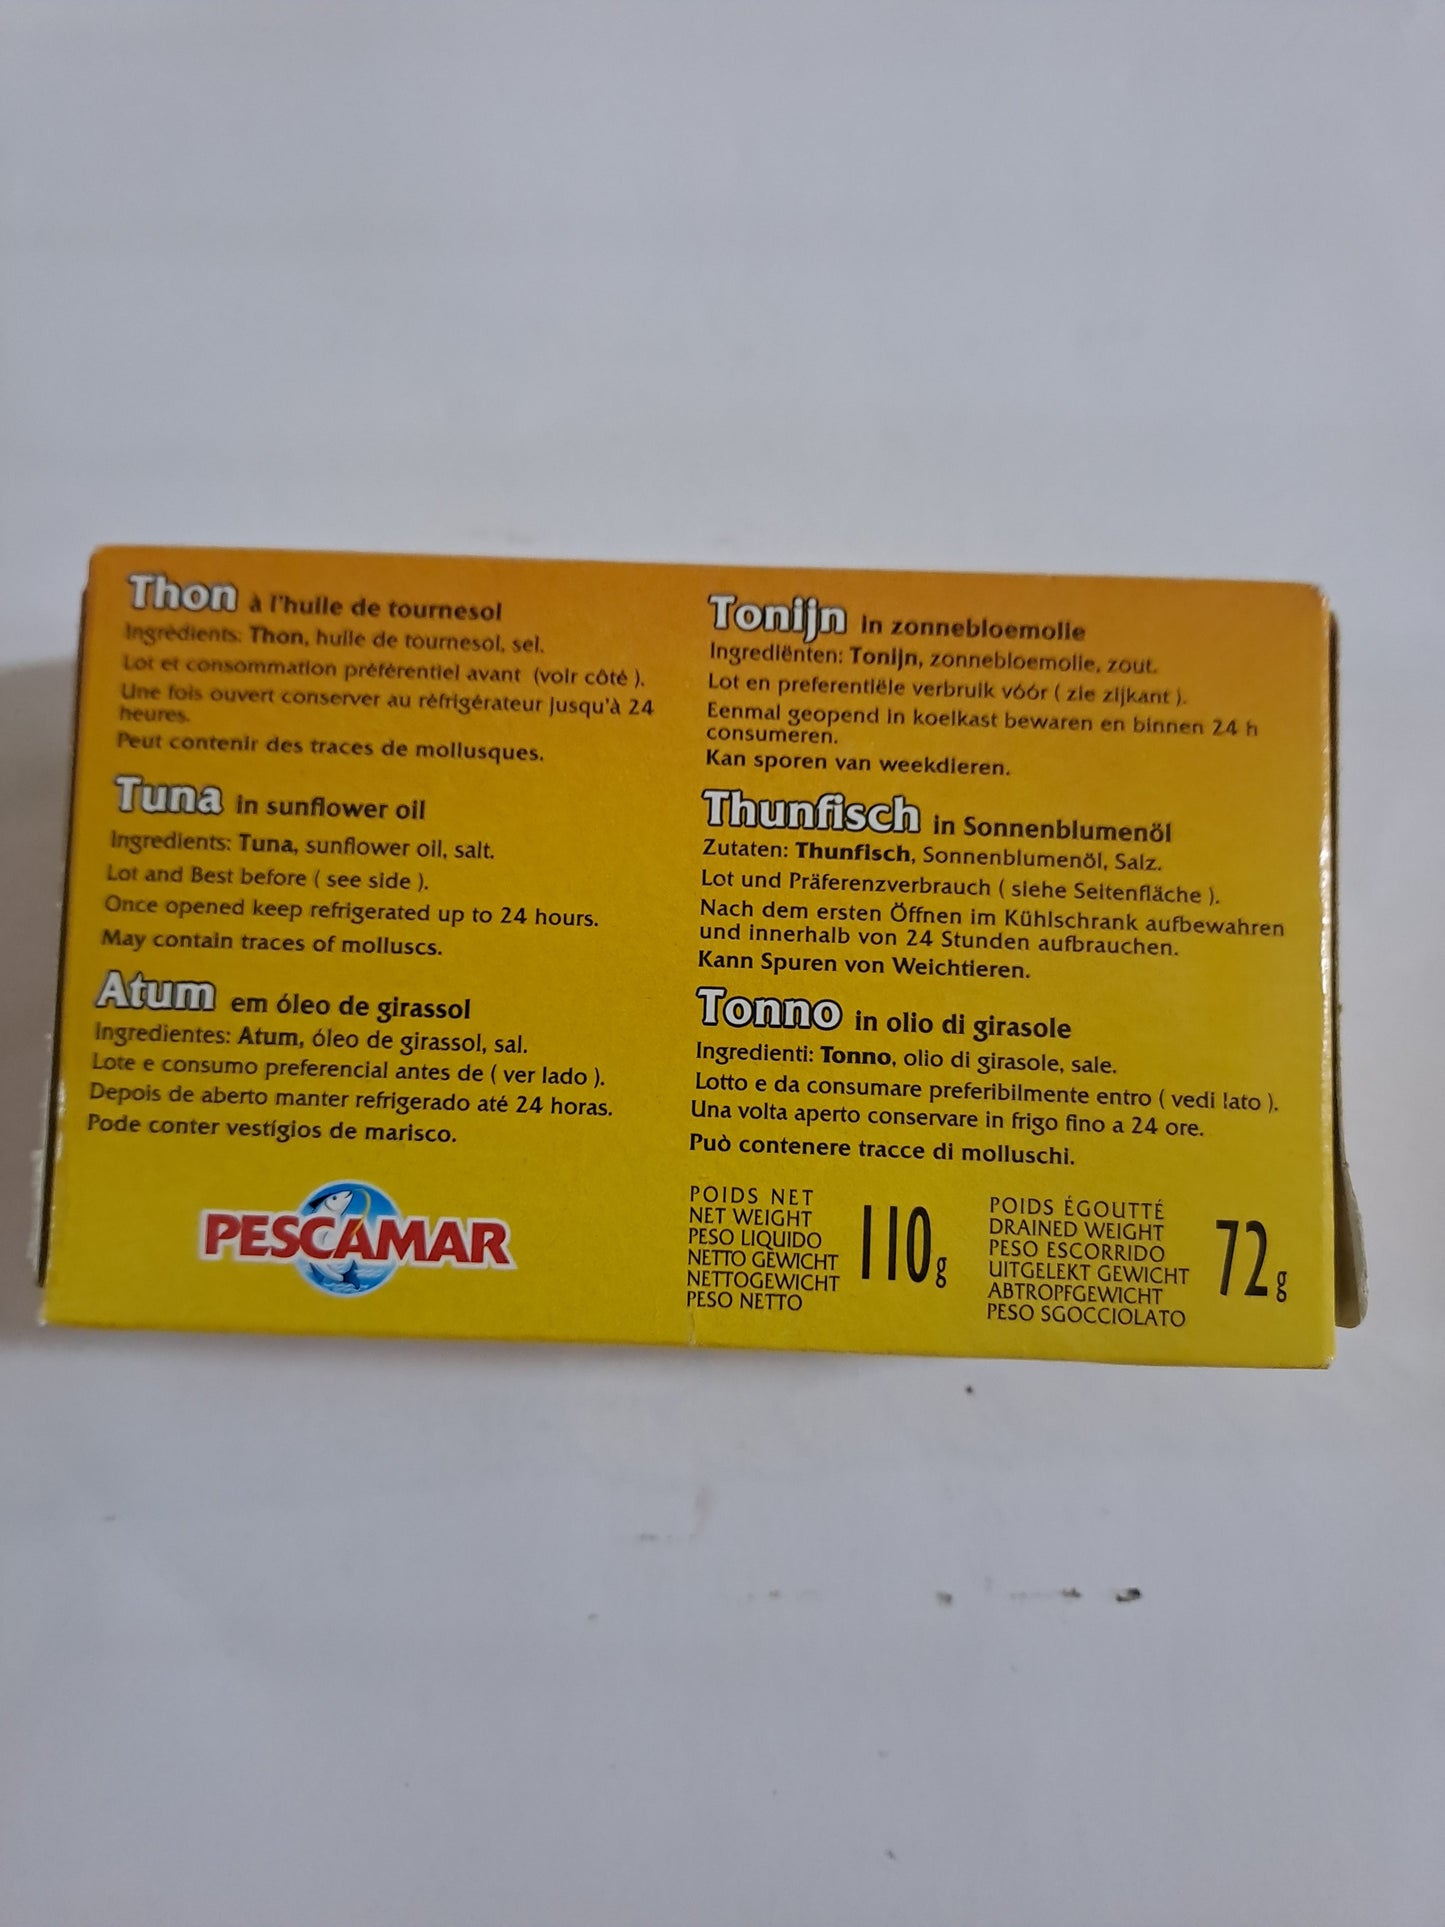 Thon à l'huile de tournesol
Ingrédients: Thon, huile de tournesol, sel.
Lot et consommation préférentiel avant (voir côté ).
Une fois ouvert conserver au réfrigérateur jusqu'à 24
heures.
Peut contenir des traces de mollusques.
Tuna in sunflower oil
Ingredients: Tuna, sunflower oil, salt.
Lot and Best before ( see side ).
Once opened keep refrigerated up to 24 hours.
May contain traces of molluscs.
Atum em óleo de girassol
Ingredientes: Atum, óleo de girassol, sal.
Lote e consumo preferencial antes de ( ver lado ).
Depois de aberto manter refrigerado até 24 horas.
Pode conter vestígios de marisco.
PESCAMAR
Tonijn in zonnebloemolie
Ingrediënten: Tonijn, zonnebloemolie, zout.
Lot en preferentiële verbruik vóór ( zie zijkant ).
Eenmal geopend in koelkast bewaren en binnen 24 h
consumeren.
Kan sporen van weekdieren.
Thunfisch in Sonnenblumenöl
Zutaten: Thunfisch, Sonnenblumenöl, Salz.
Lot und Präferenzverbrauch ( siehe Seitenfläche ).
Nach dem ersten Öffnen im Kühlschrank aufbewahren
und innerhalb von 24 Stunden aufbrauchen.
Kann Spuren von Weichtieren.
Tonno in olio di girasole
Ingredienti: Tonno, olio di girasole, sale.
Lotto e da consumare preferibilmente entro ( vedi lato ).
Una volta aperto conservare in frigo fino a 24 ore.
Può contenere tracce di molluschi.
POIDS NET
NET WEIGHT
PESO LIQUIDO
NETTO GEWICHT
NETTOGEWICHT
PESO NETTO
110g
POIDS ÉGOUTTÉ
DRAINED WEIGHT
PESO ESCORRIDO
UITGELEKT GEWICHT
ABTROPFGEWICHT
PESO SGOCCIOLATO
72g